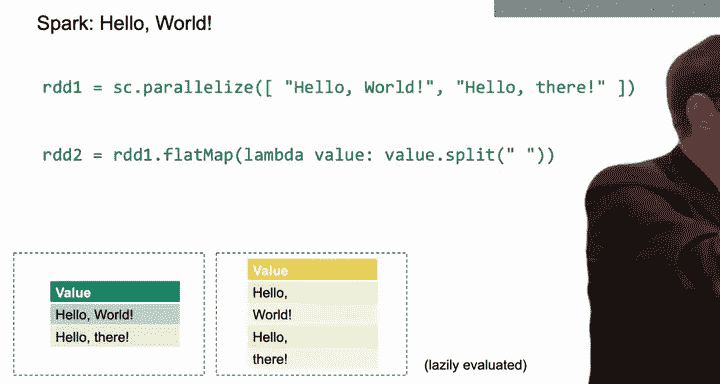 Spark: Hello, World!
rdd1 = sc.parallelize([ "Hello, World!", "Hello, there!" ])
rdd2 = rdd1.flatMap(lambda value: value.split(" "))
Value
Hello, World!
Hello, there!
Value
Hello,
World!
Hello,
there!
(lazily evaluated)